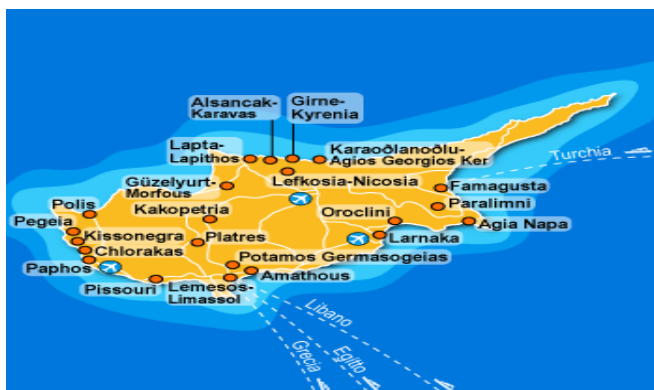 Alsancak-
Karavas
Girne-
Kyrenia
Lapta-
Lapithos
Karaoðlanoðlu-
Agios Georgios Ker
Turchia
Güzelyurt-
Morfous
Lefkosia-Nicosia
Famagusta
Polis
Kakopetria
Oroclini
Paralimni
Pegeia
Kissonegra
Platres
Larnaka
Agia Napa
Chlorakas
Paphos
Potamos Germasogeias
Pissouri
Lemesos-
Limassol
Amathous
Libano
Egitto
Grecia